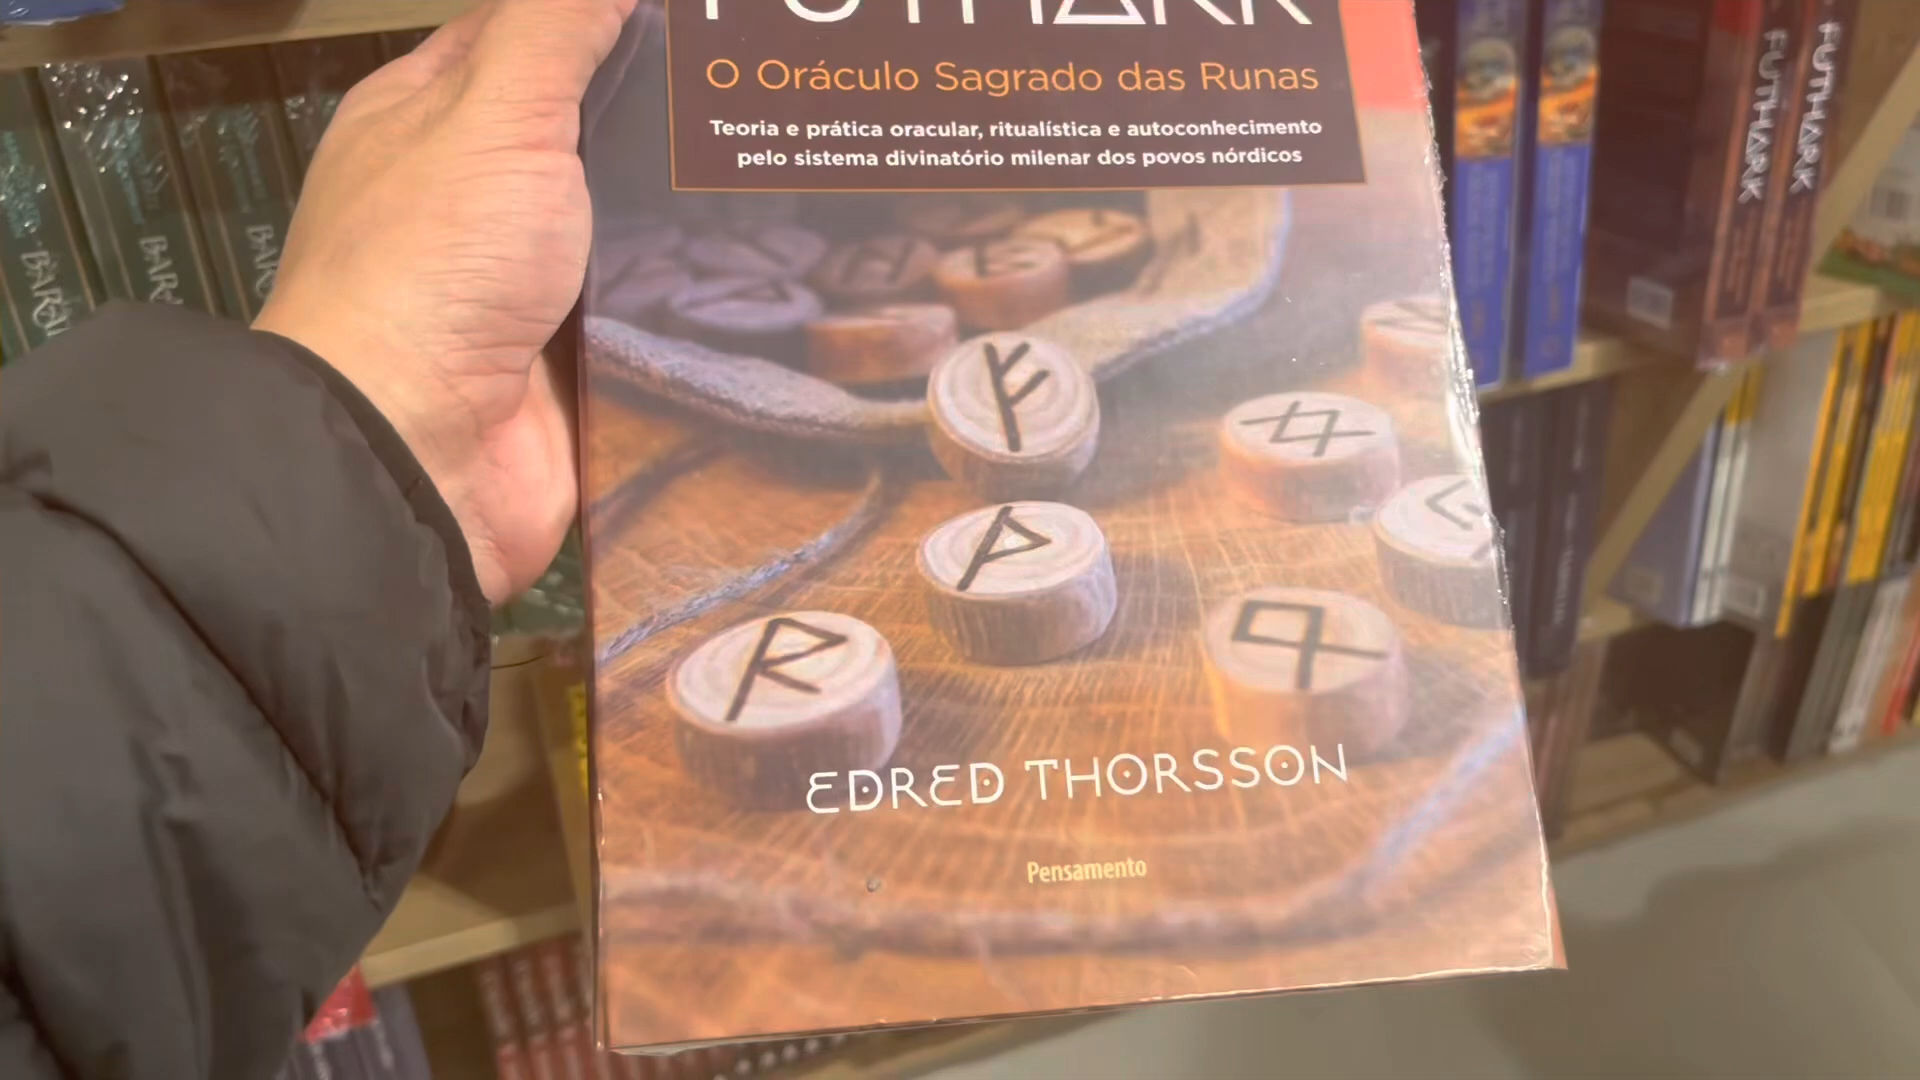 FUTHARK
O Oráculo Sagrado das Runas
Teoria e prática oracular, ritualística e autoconhecimento
pelo sistema divinatório milenar dos povos nórdicos
EDRED THORSSON
Pensamento
FUTHARK
FUTHARK